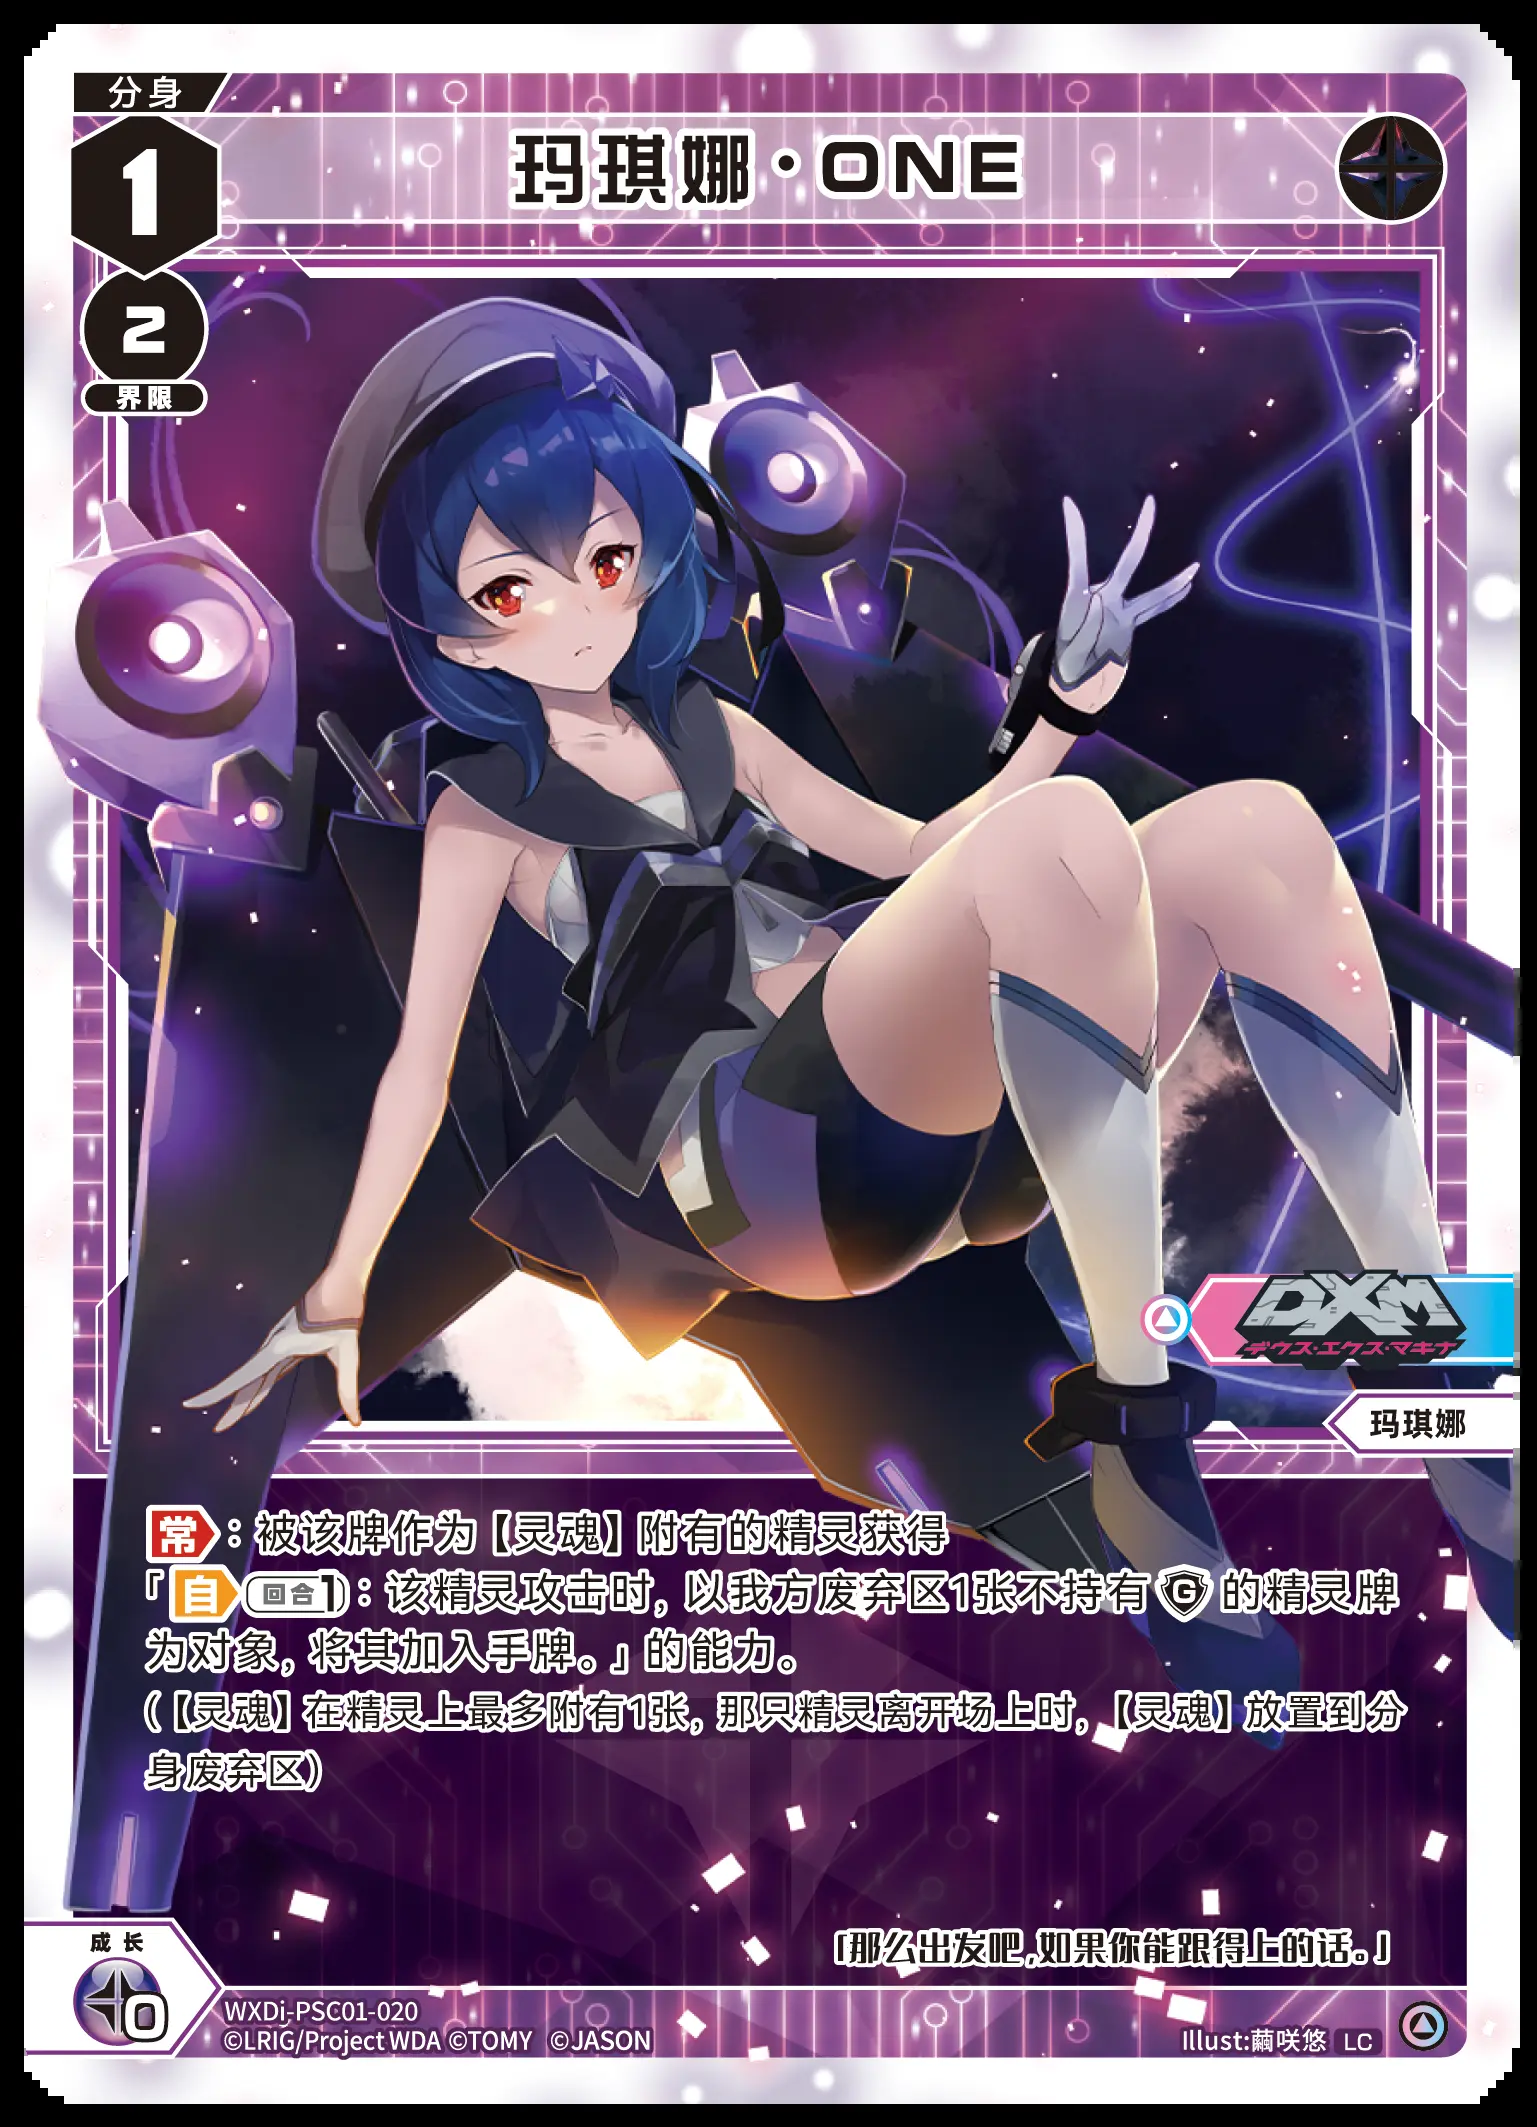 分身
1
玛琪娜·ONE
2
界限
DXM
デウス・エクス・マキナ
玛琪娜
常：被该牌作为【灵魂】附有的精灵获得
『自 回合1：该精灵攻击时，以我方废弃区1张不持有G的精灵牌
为对象，将其加入手牌。』的能力。
（【灵魂】在精灵上最多附有1张，那只精灵离开场上时，【灵魂】放置到分
身废弃区）
「那么出发吧，如果你能跟得上的话。」
成长
0
WXDi-PSC01-020
©LRIG/Project WDA ©TOMY ©JASON
Illust:繭咲悠 LC